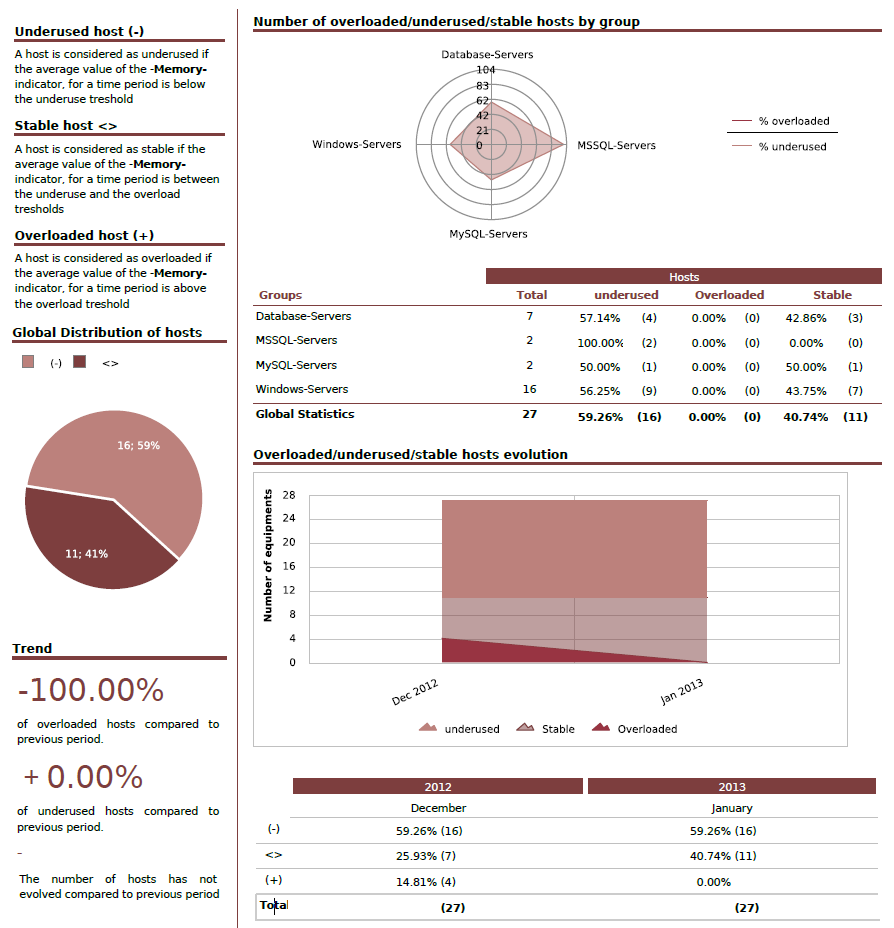 Underused host (-)
A host is considered as underused if
the average value of the -Memory-
indicator, for a time period is below
the underuse treshold
Stable host <>
A host is considered as stable if the
average value of the -Memory-
indicator, for a time period is between
the underuse and the overload
tresholds
Overloaded host (+)
A host is considered as overloaded if
the average value of the -Memory-
indicator, for a time period is above
the overload treshold
Global Distribution of hosts
(-) <>
16; 59%
11; 41%
Trend
-100.00%
of overloaded hosts compared to
previous period.
+ 0.00%
of underused hosts compared to
previous period.
-
The number of hosts has not
evolved compared to previous period
Number of overloaded/underused/stable hosts by group
Database-Servers
104
83
62
42
21
0
Windows-Servers
MSSQL-Servers
MySQL-Servers
% overloaded
% underused
Hosts
Groups Total underused Overloaded Stable
Database-Servers 7 57.14% (4) 0.00% (0) 42.86% (3)
MSSQL-Servers 2 100.00% (2) 0.00% (0) 0.00% (0)
MySQL-Servers 2 50.00% (1) 0.00% (0) 50.00% (1)
Windows-Servers 16 56.25% (9) 0.00% (0) 43.75% (7)
Global Statistics 27 59.26% (16) 0.00% (0) 40.74% (11)
Overloaded/underused/stable hosts evolution
Number of equipments
28
24
20
16
12
8
4
0
Dec 2012 Jan 2013
underused Stable Overloaded
2012 2013
December January
(-) 59.26% (16) 59.26% (16)
<> 25.93% (7) 40.74% (11)
(+) 14.81% (4) 0.00%
Total (27) (27)